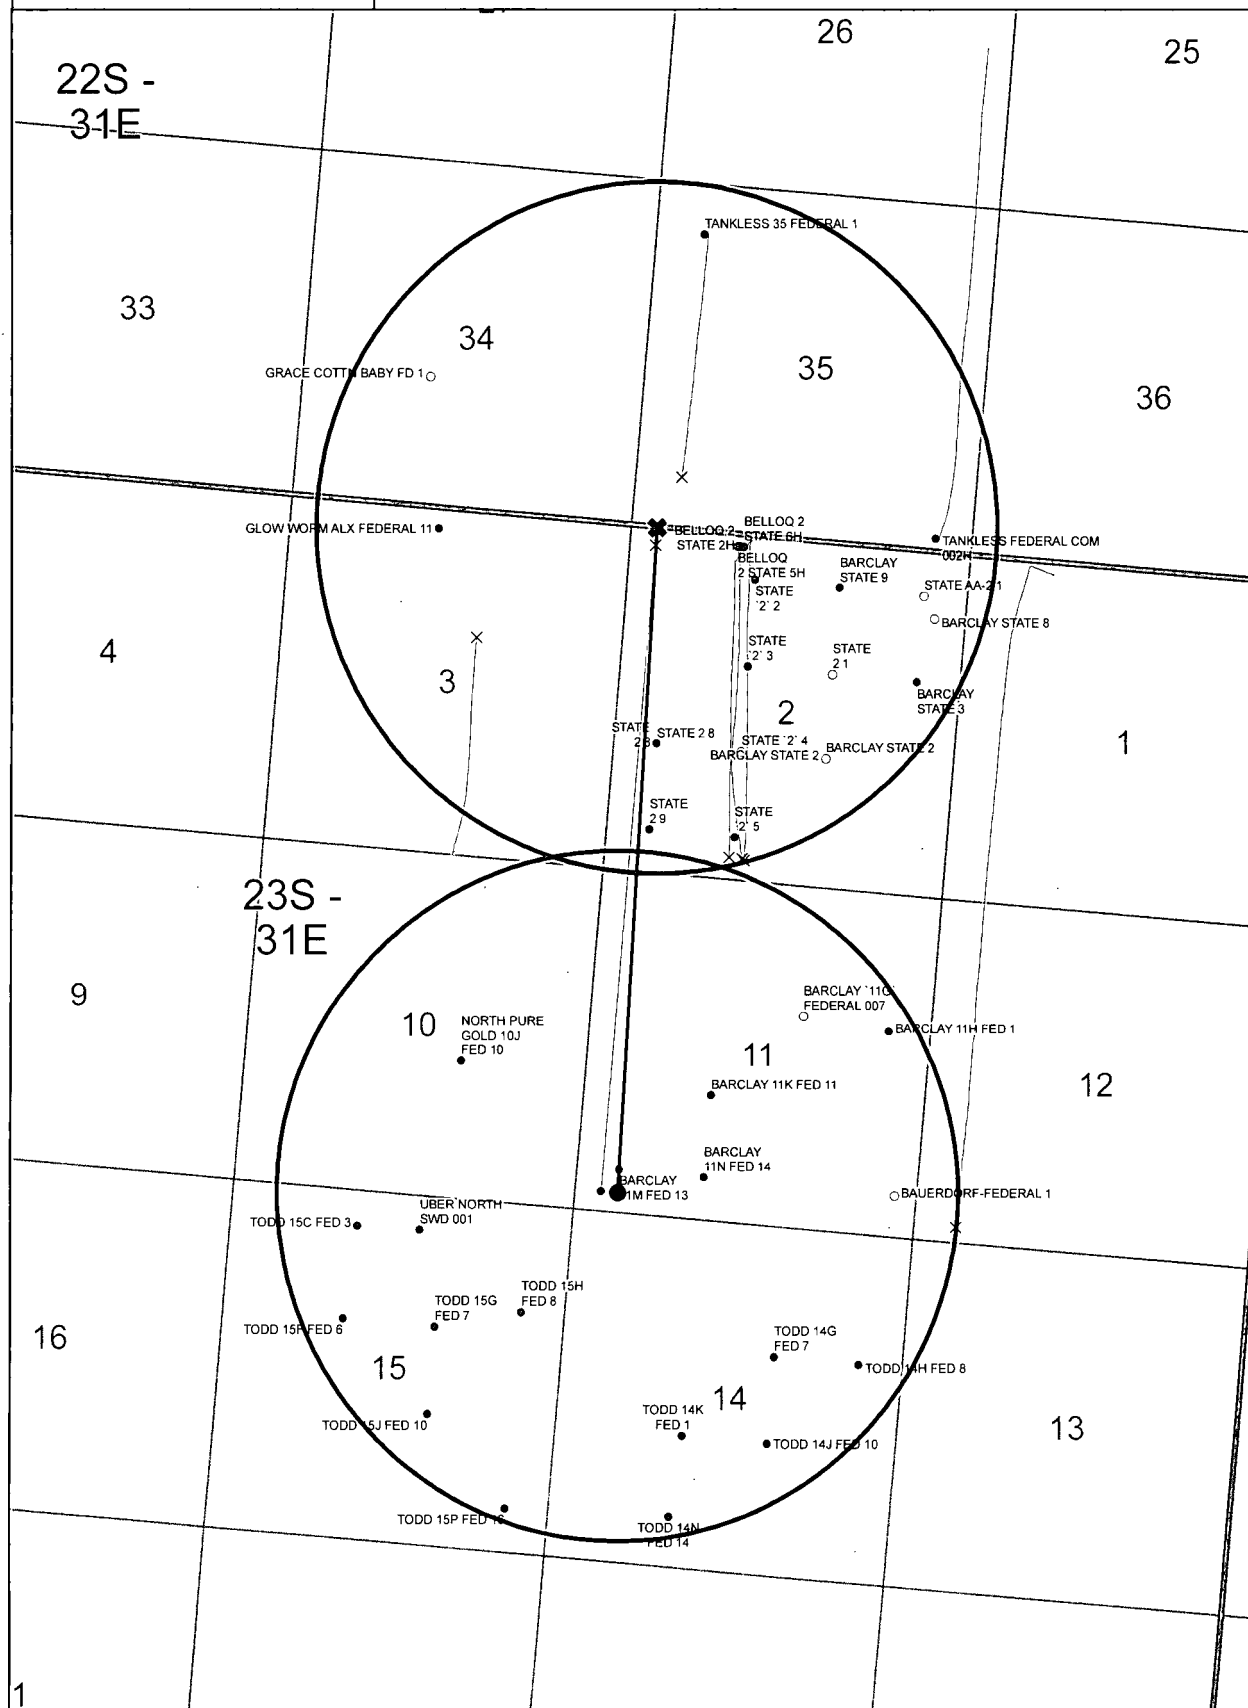 26
25
22S -
31E
TANKLESS 35 FEDERAL 1
33
34
35
36
GRACE COTTN BABY FD 1
GLOW WORM ALX FEDERAL 11
BELLOQ 2
STATE 2H
BELLOQ 2
STATE 6H
TANKLESS FEDERAL COM
002H
BELLOQ
2 STATE 5H
BARCLAY
STATE 9
STATE
'2' 2
STATE AA-2 1
BARCLAY STATE 8
4
3
STATE
'2' 3
STATE
2 1
BARCLAY
STATE 3
2
1
STATE
2 8
STATE 2 8
STATE '2' 4
BARCLAY STATE 2
BARCLAY STATE 2
STATE
2 9
STATE
'2' 5
23S -
31E
9
10
NORTH PURE
GOLD 10J
FED 10
BARCLAY '11G
FEDERAL 007
BARCLAY 11H FED 1
11
12
BARCLAY 11K FED 11
BARCLAY
11N FED 14
BARCLAY
11M FED 13
BAUERDORF-FEDERAL 1
UBER NORTH
SWD 001
TODD 15C FED 3
TODD 15H
FED 8
TODD 15G
FED 7
TODD 15F FED 6
16
15
TODD 14G
FED 7
TODD 14H FED 8
14
TODD 14K
FED 1
TODD 15J FED 10
TODD 14J FED 10
13
TODD 15P FED 16
TODD 14N
FED 14
1